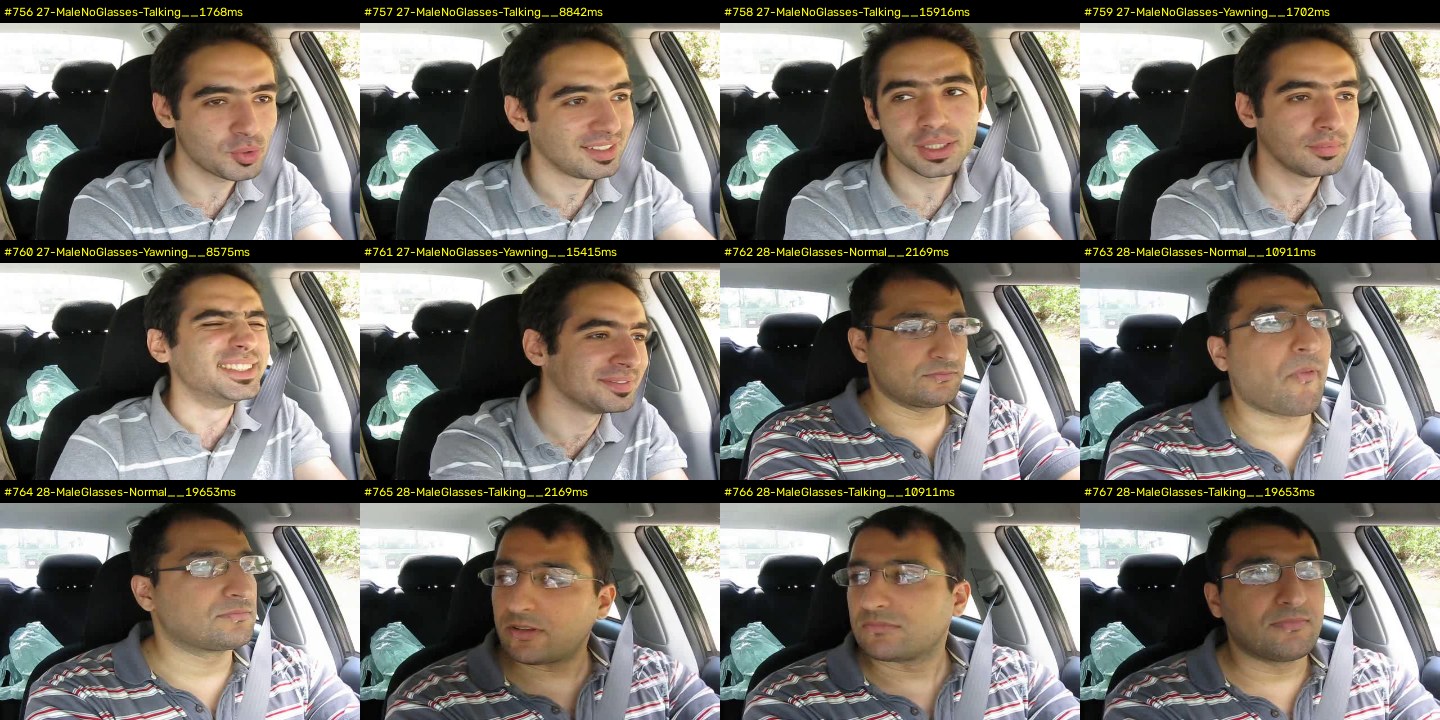 #756 27-MaleNoGlasses-Talking__1768ms
#757 27-MaleNoGlasses-Talking__8842ms
#758 27-MaleNoGlasses-Talking__15916ms
#759 27-MaleNoGlasses-Yawning__1702ms
#760 27-MaleNoGlasses-Yawning__8575ms
#761 27-MaleNoGlasses-Yawning__15415ms
#762 28-MaleGlasses-Normal__2169ms
#763 28-MaleGlasses-Normal__10911ms
#764 28-MaleGlasses-Normal__19653ms
#765 28-MaleGlasses-Talking__2169ms
#766 28-MaleGlasses-Talking__10911ms
#767 28-MaleGlasses-Talking__19653ms